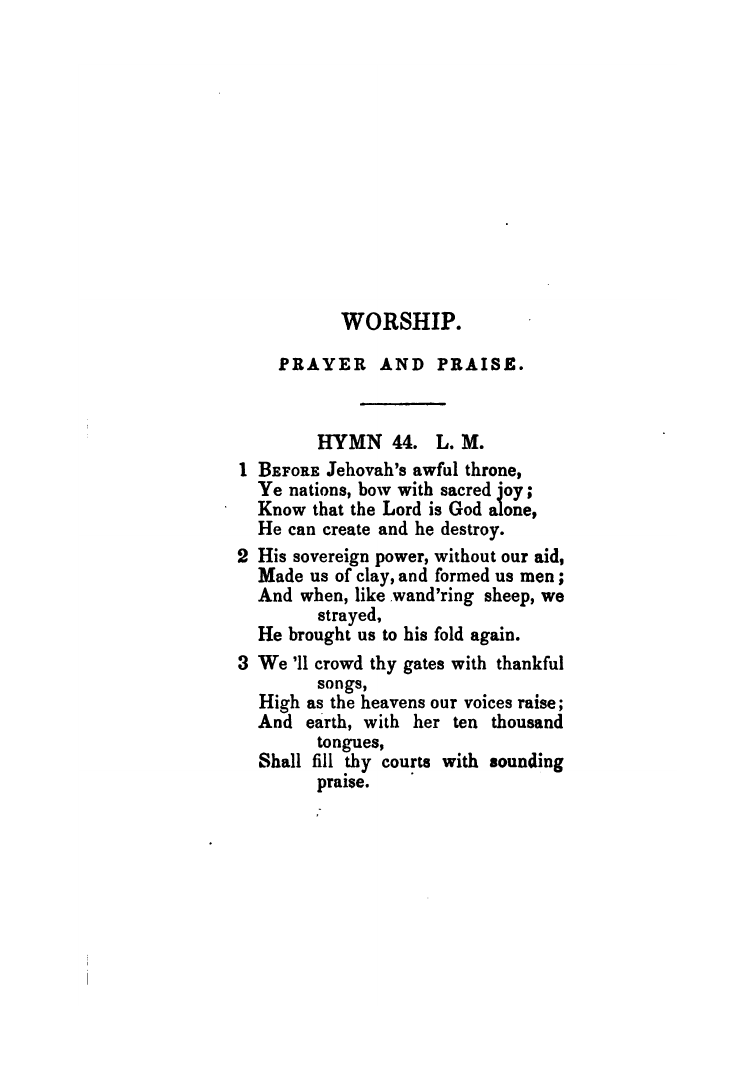 WORSHIP.
PRAYER AND PRAISE.
HYMN 44. L. M.
1 BEFORE Jehovah's awful throne,
Ye nations, bow with sacred joy;
Know that the Lord is God alone,
He can create and he destroy.
2 His sovereign power, without our aid,
Made us of clay, and formed us men;
And when, like wand'ring sheep, we
strayed,
He brought us to his fold again.
3 We 'll crowd thy gates with thankful
songs,
High as the heavens our voices raise;
And earth, with her ten thousand
tongues,
Shall fill thy courts with sounding
praise.